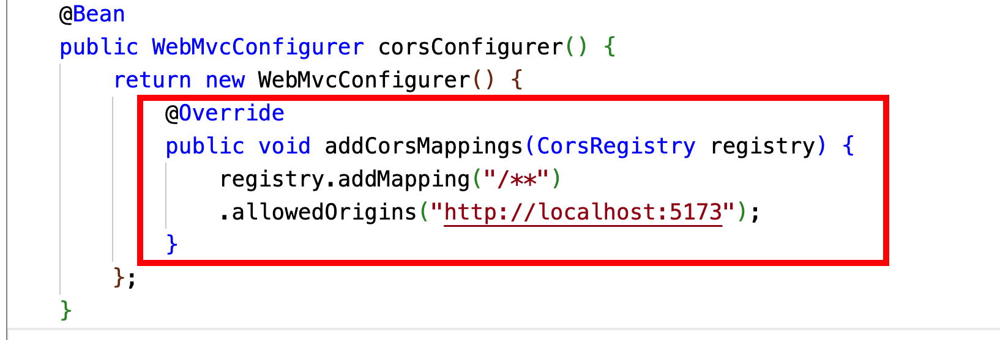 @Bean
public WebMvcConfigurer corsConfigurer() {
return new WebMvcConfigurer() {
@Override
public void addCorsMappings(CorsRegistry registry) {
registry.addMapping("/**")
.allowedOrigins("http://localhost:5173");
}
};
}